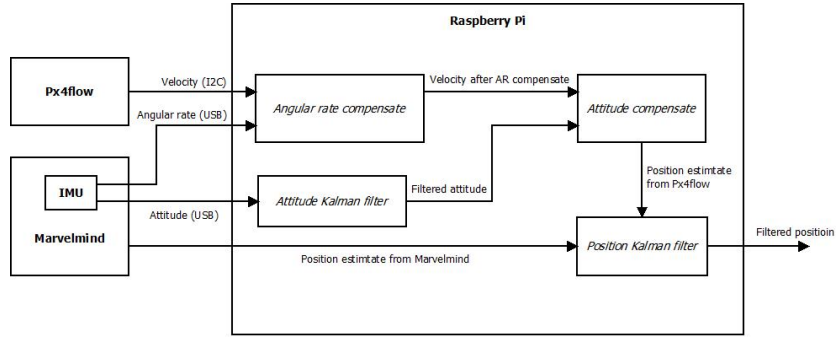 Raspberry Pi
Px4flow
Velocity (I2C)
Angular rate (USB)
Angular rate compensate
Velocity after AR compensate
Attitude compensate
IMU
Marvelmind
Attitude (USB)
Attitude Kalman filter
Filtered attitude
Position estimtate
from Px4flow
Position estimtate from Marvelmind
Position Kalman filter
Filtered positioin